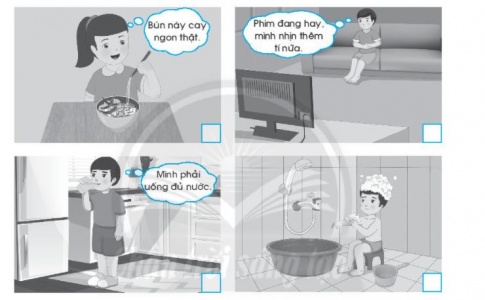 Bún này cay
ngon thật.
Phim đang hay,
mình nhịn thêm
tí nữa.
Mình phải
uống đủ nước.